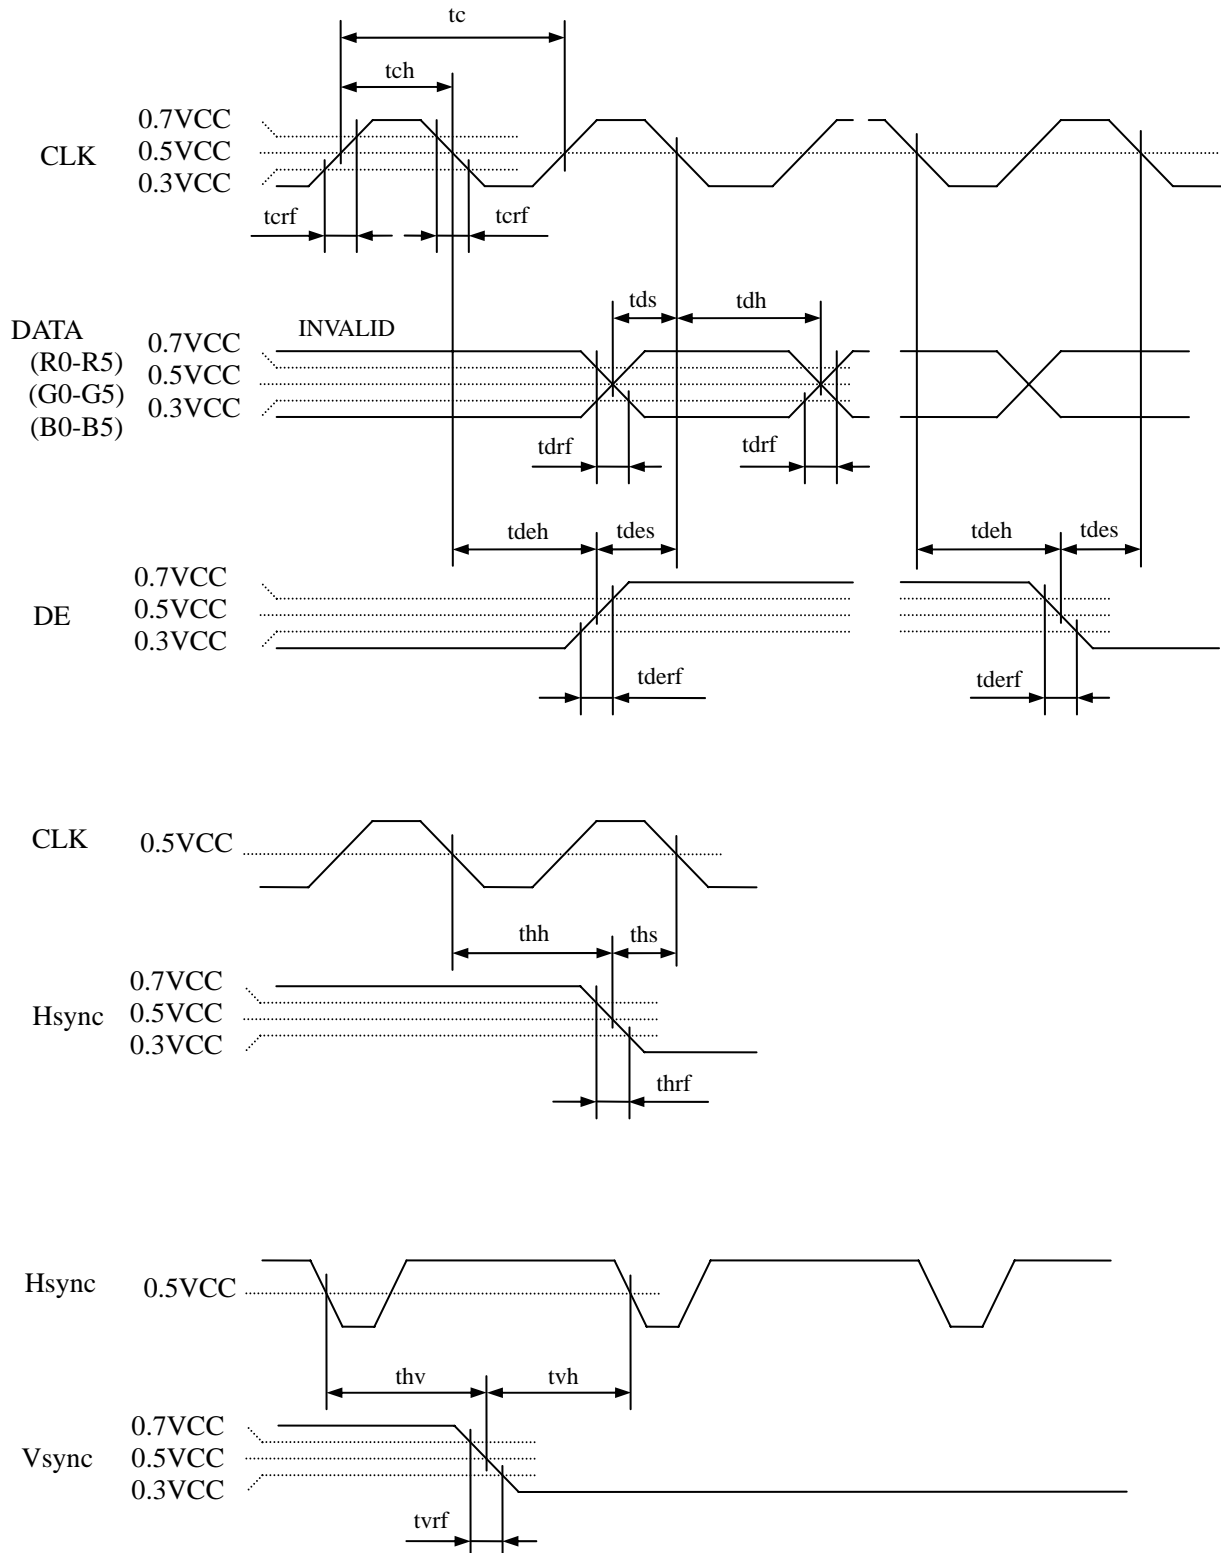 tc
tch
0.7VCC
CLK 0.5VCC
0.3VCC
tcrf tcrf
tds tdh
DATA 0.7VCC INVALID
(R0-R5) 0.5VCC
(G0-G5) 0.3VCC
(B0-B5)
tdrf tdrf
tdeh tdes tdeh tdes
0.7VCC
DE 0.5VCC
0.3VCC
tderf tderf
CLK 0.5VCC
thh ths
0.7VCC
Hsync 0.5VCC
0.3VCC
thrf
Hsync 0.5VCC
thv tvh
0.7VCC
Vsync 0.5VCC
0.3VCC
tvrf